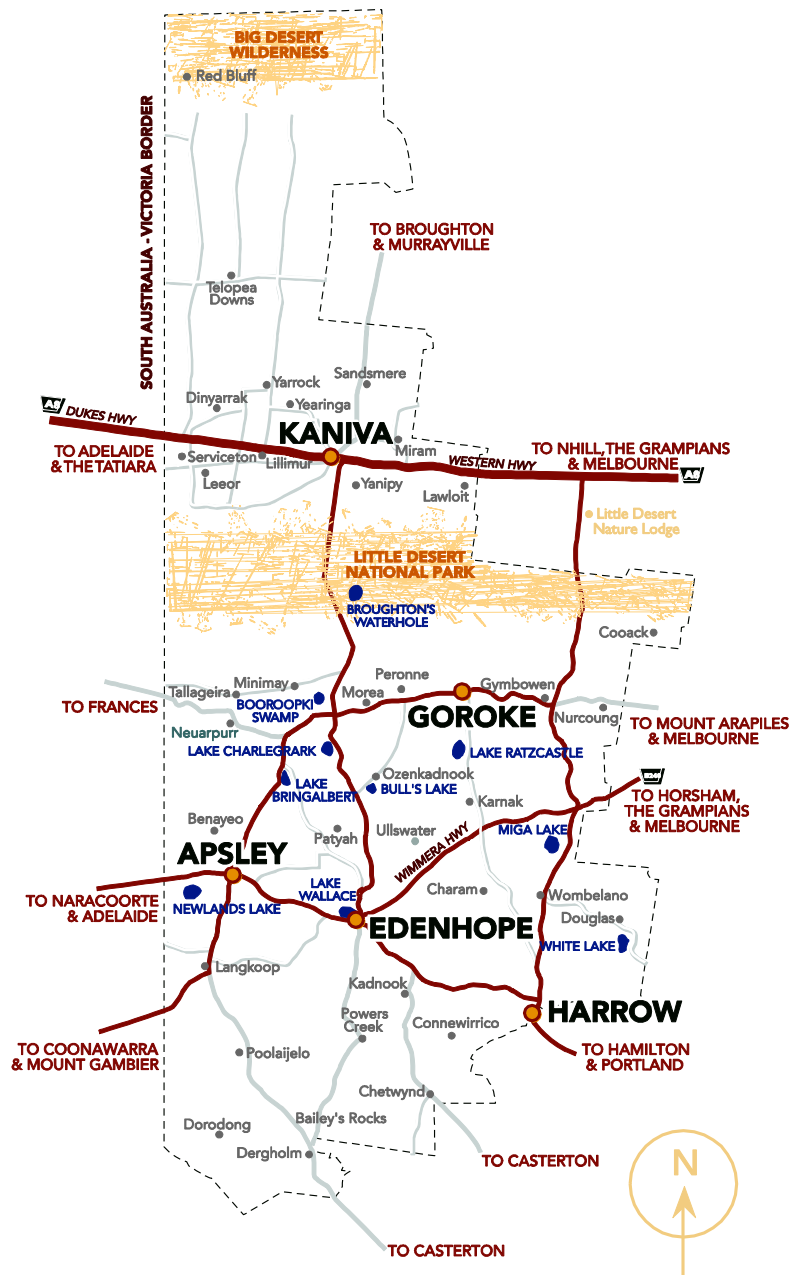 BIG DESERT
WILDERNESS
Red Bluff
SOUTH AUSTRALIA - VICTORIA BORDER
TO BROUGHTON
& MURRAYVILLE
Telopea
Downs
Sandsmere
Yarrock
Dinyarrak
Yearinga
A8
DUKES HWY
KANIVA
Miram
TO ADELAIDE
& THE TATIARA
Serviceton
Lillimur
WESTERN HWY
TO NHILL,THE GRAMPIANS
& MELBOURNE
A8
Leeor
Yanipy
Lawloit
Little Desert
Nature Lodge
LITTLE DESERT
NATIONAL PARK
BROUGHTON'S
WATERHOLE
Cooack
Peronne
Minimay
Tallageira
Morea
Gymbowen
BOOROOPKI
SWAMP
TO FRANCES
GOROKE
Nurcoung
Neuarpurr
TO MOUNT ARAPILES
& MELBOURNE
LAKE CHARLEGRARK
LAKE RATZCASTLE
Ozenkadnook
LAKE
BRINGALBERT
BULL'S LAKE
Karnak
TO HORSHAM,
THE GRAMPIANS
& MELBOURNE
Benayeo
Patyah
Ullswater
MIGA LAKE
WIMMERA HWY
APSLEY
LAKE
WALLACE
Charam
Wombelano
TO NARACOORTE
& ADELAIDE
NEWLANDS LAKE
Douglas
EDENHOPE
WHITE LAKE
Langkoop
Kadnook
HARROW
Powers
Creek
Connewirrico
TO COONAWARRA
& MOUNT GAMBIER
Poolaijelo
TO HAMILTON
& PORTLAND
Chetwynd
Bailey's Rocks
Dorodong
Dergholm
TO CASTERTON
N
TO CASTERTON